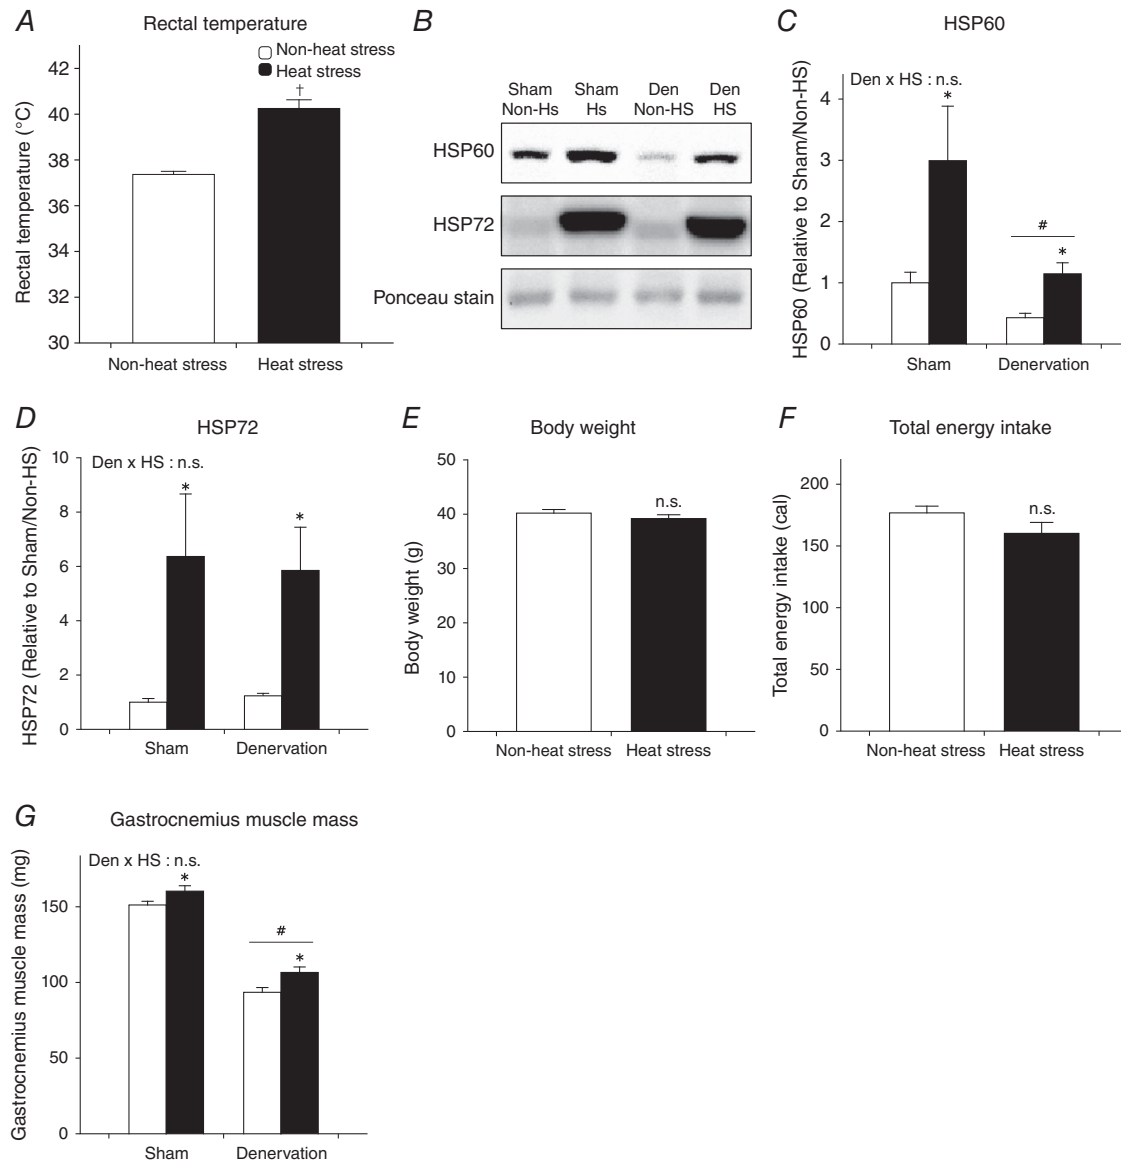 A
Rectal temperature
Non-heat stress
Heat stress
†
Rectal temperature (°C)
42
40
38
36
34
32
30
Non-heat stress
Heat stress
B
Sham
Non-Hs
Sham
Hs
Den
Non-HS
Den
HS
HSP60
HSP72
Ponceau stain
C
HSP60
Den x HS : n.s.
*
#
*
HSP60 (Relative to Sham/Non-HS)
4
3
2
1
0
Sham
Denervation
D
HSP72
Den x HS : n.s.
*
*
HSP72 (Relative to Sham/Non-HS)
10
8
6
4
2
0
Sham
Denervation
E
Body weight
n.s.
Body weight (g)
50
40
30
20
10
0
Non-heat stress
Heat stress
F
Total energy intake
n.s.
Total energy intake (cal)
200
150
100
50
0
Non-heat stress
Heat stress
G
Gastrocnemius muscle mass
Den x HS : n.s.
*
#
*
Gastrocnemius muscle mass (mg)
150
100
50
0
Sham
Denervation